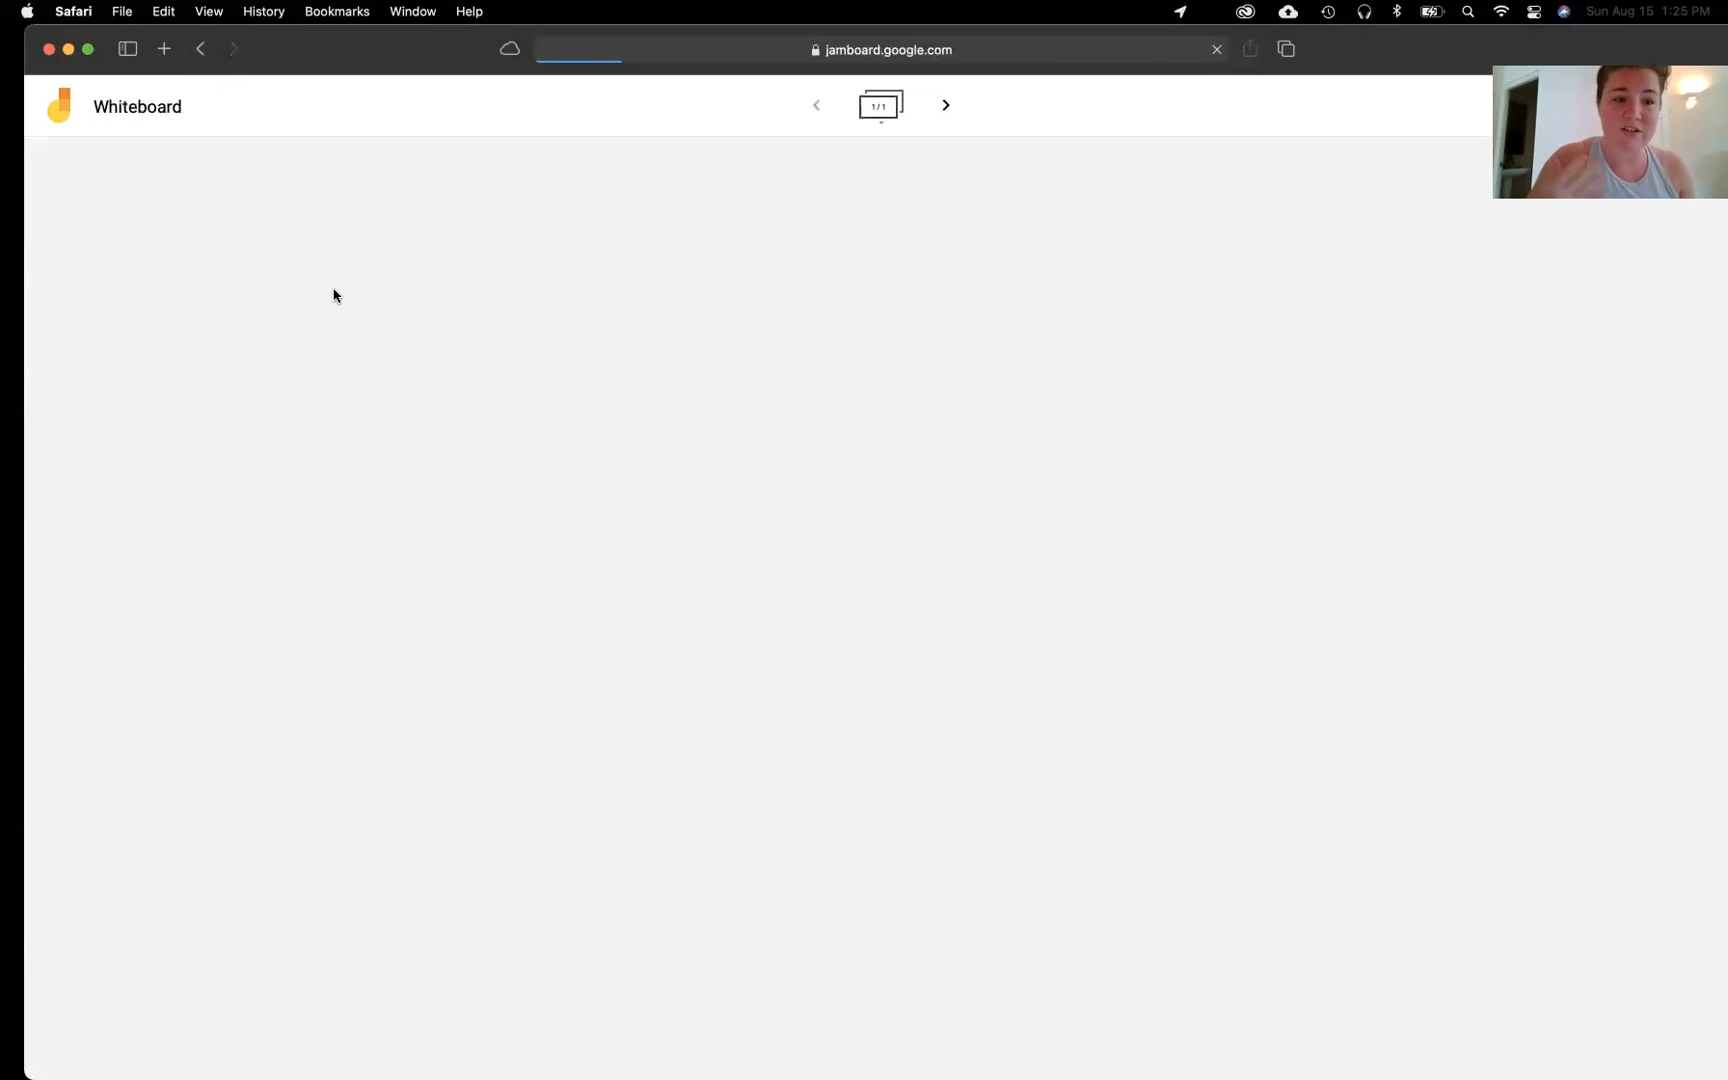 Safari File Edit View History Bookmarks Window Help Sun Aug 15 1:25 PM
jamboard.google.com
Whiteboard 1/1